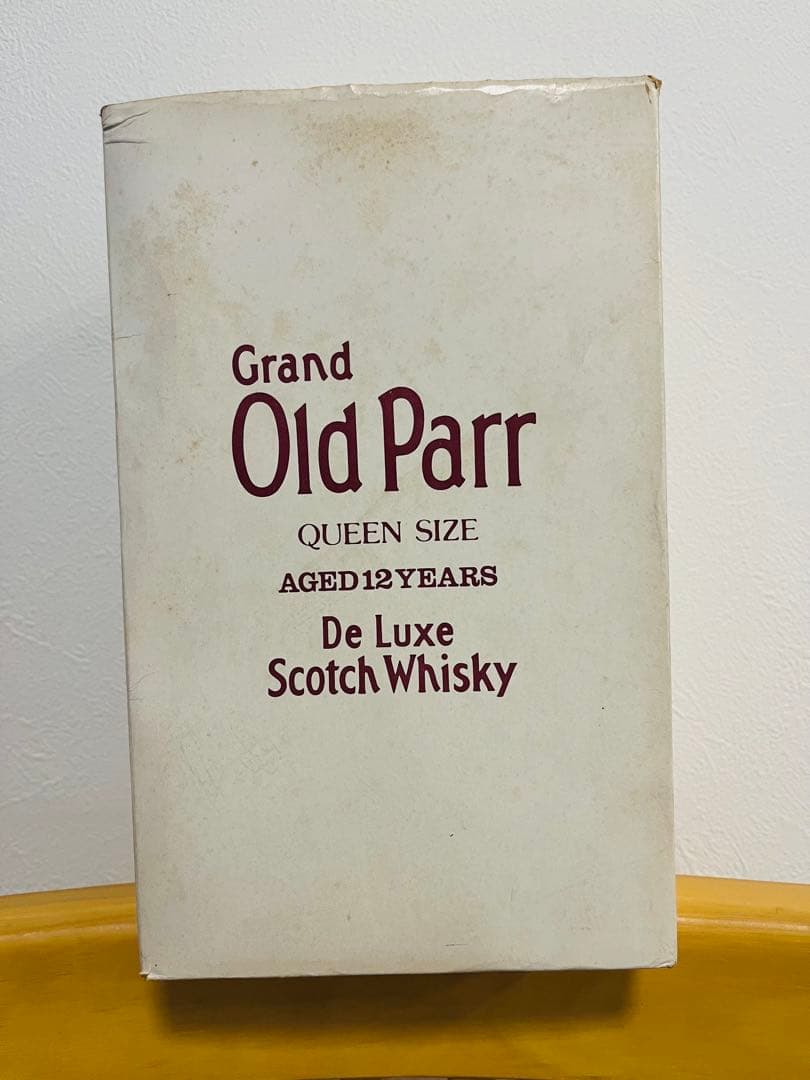 Grand
Old Parr
QUEEN SIZE
AGED 12 YEARS
De Luxe
Scotch Whisky